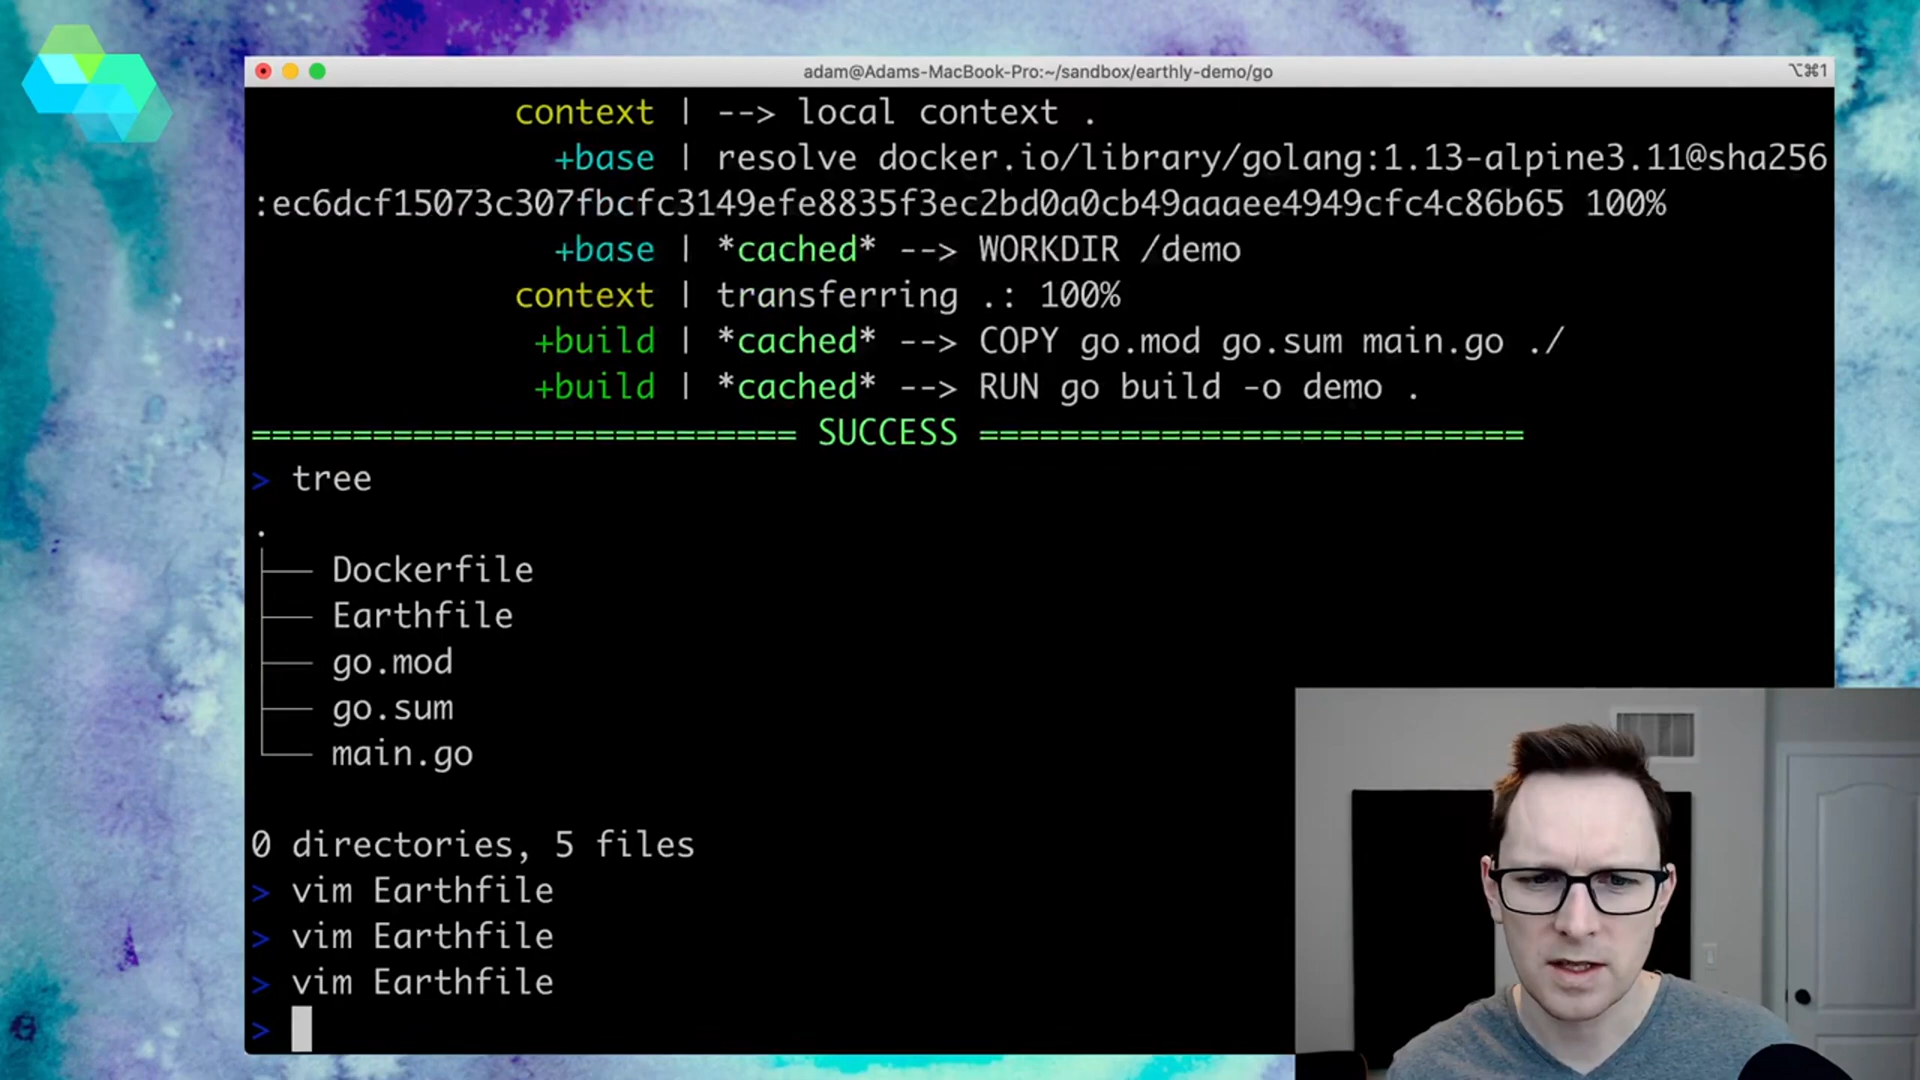 adam@Adams-MacBook-Pro:~/sandbox/earthly-demo/go
⌥⌘1
context | --> local context .
+base | resolve docker.io/library/golang:1.13-alpine3.11@sha256
:ec6dcf15073c307fbcfc3149efe8835f3ec2bd0a0cb49aaaee4949cfc4c86b65 100%
+base | *cached* --> WORKDIR /demo
context | transferring .: 100%
+build | *cached* --> COPY go.mod go.sum main.go ./
+build | *cached* --> RUN go build -o demo .
=========================== SUCCESS ===========================
> tree
.
├── Dockerfile
├── Earthfile
├── go.mod
├── go.sum
└── main.go
0 directories, 5 files
> vim Earthfile
> vim Earthfile
> vim Earthfile
>